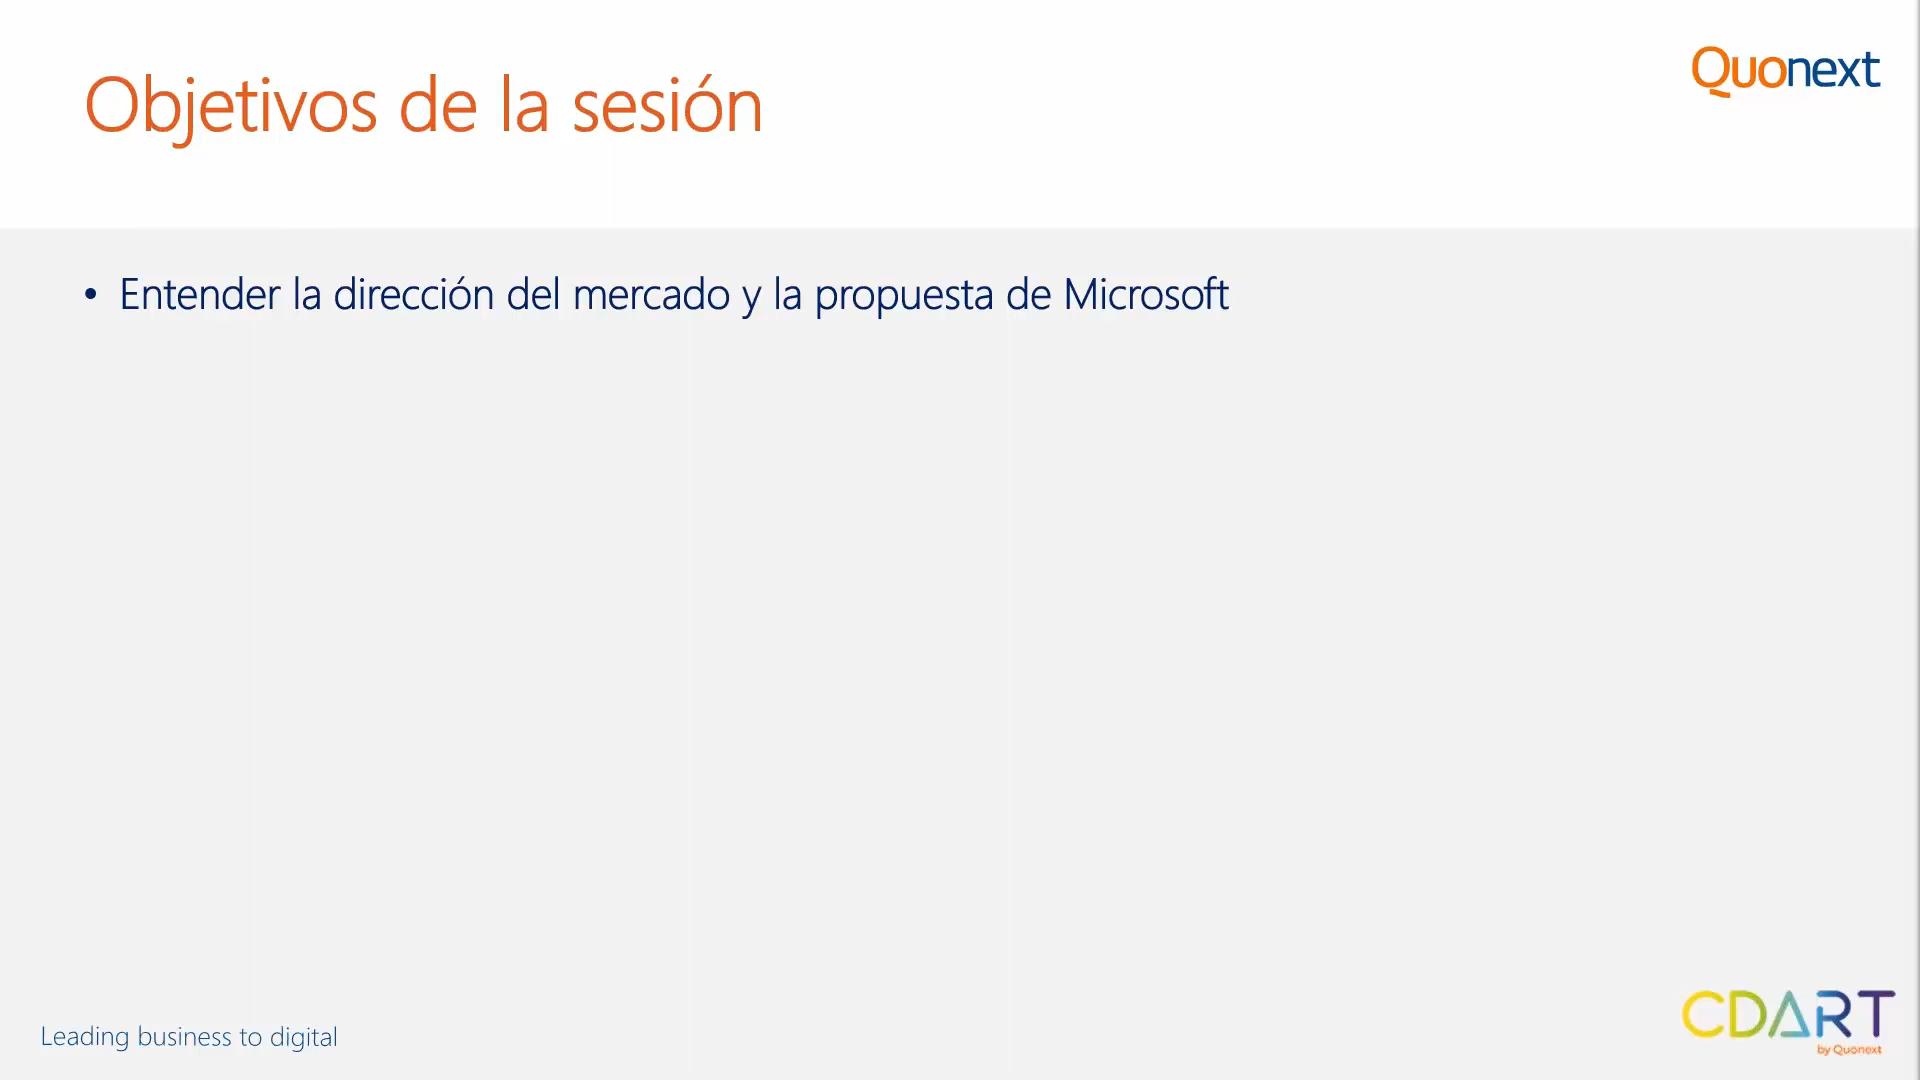 Quonext
Objetivos de la sesión
• Entender la dirección del mercado y la propuesta de Microsoft
Leading business to digital
CDART
by Quonext